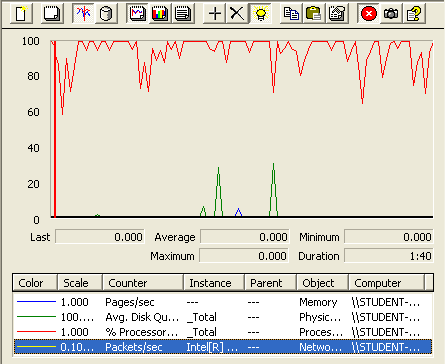 100
80
60
40
20
0
Last 0.000 Average 0.000 Minimum 0.000
Maximum 0.000 Duration 1:40
Color Scale Counter Instance Parent Object Computer
1.000 Pages/sec --- --- Memory \\STUDENT-...
100.... Avg. Disk Qu... _Total --- Physic... \\STUDENT-...
1.000 % Processor... _Total --- Proces... \\STUDENT-...
0.10... Packets/sec Intel[R] ... --- Netwo... \\STUDENT-...